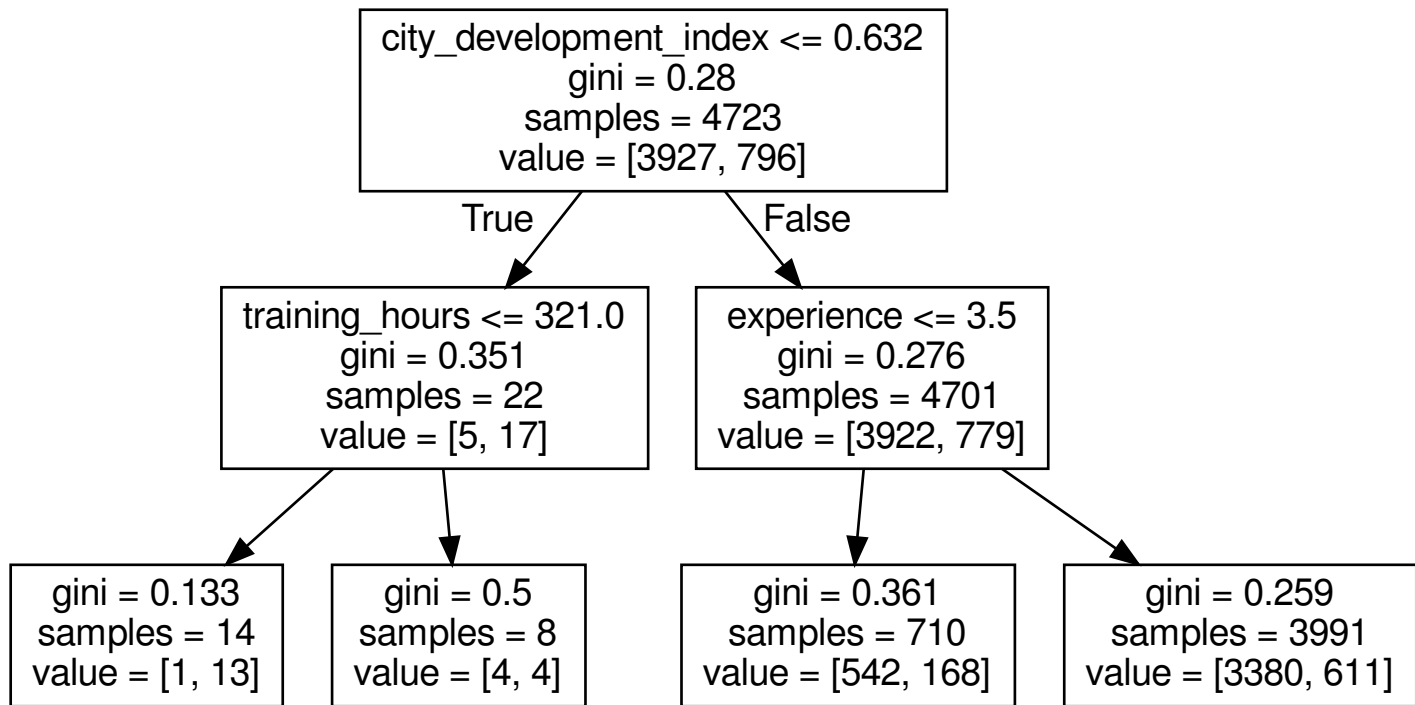 city_development_index <= 0.632
gini = 0.28
samples = 4723
value = [3927, 796]
True
False
training_hours <= 321.0
gini = 0.351
samples = 22
value = [5, 17]
experience <= 3.5
gini = 0.276
samples = 4701
value = [3922, 779]
gini = 0.133
samples = 14
value = [1, 13]
gini = 0.5
samples = 8
value = [4, 4]
gini = 0.361
samples = 710
value = [542, 168]
gini = 0.259
samples = 3991
value = [3380, 611]